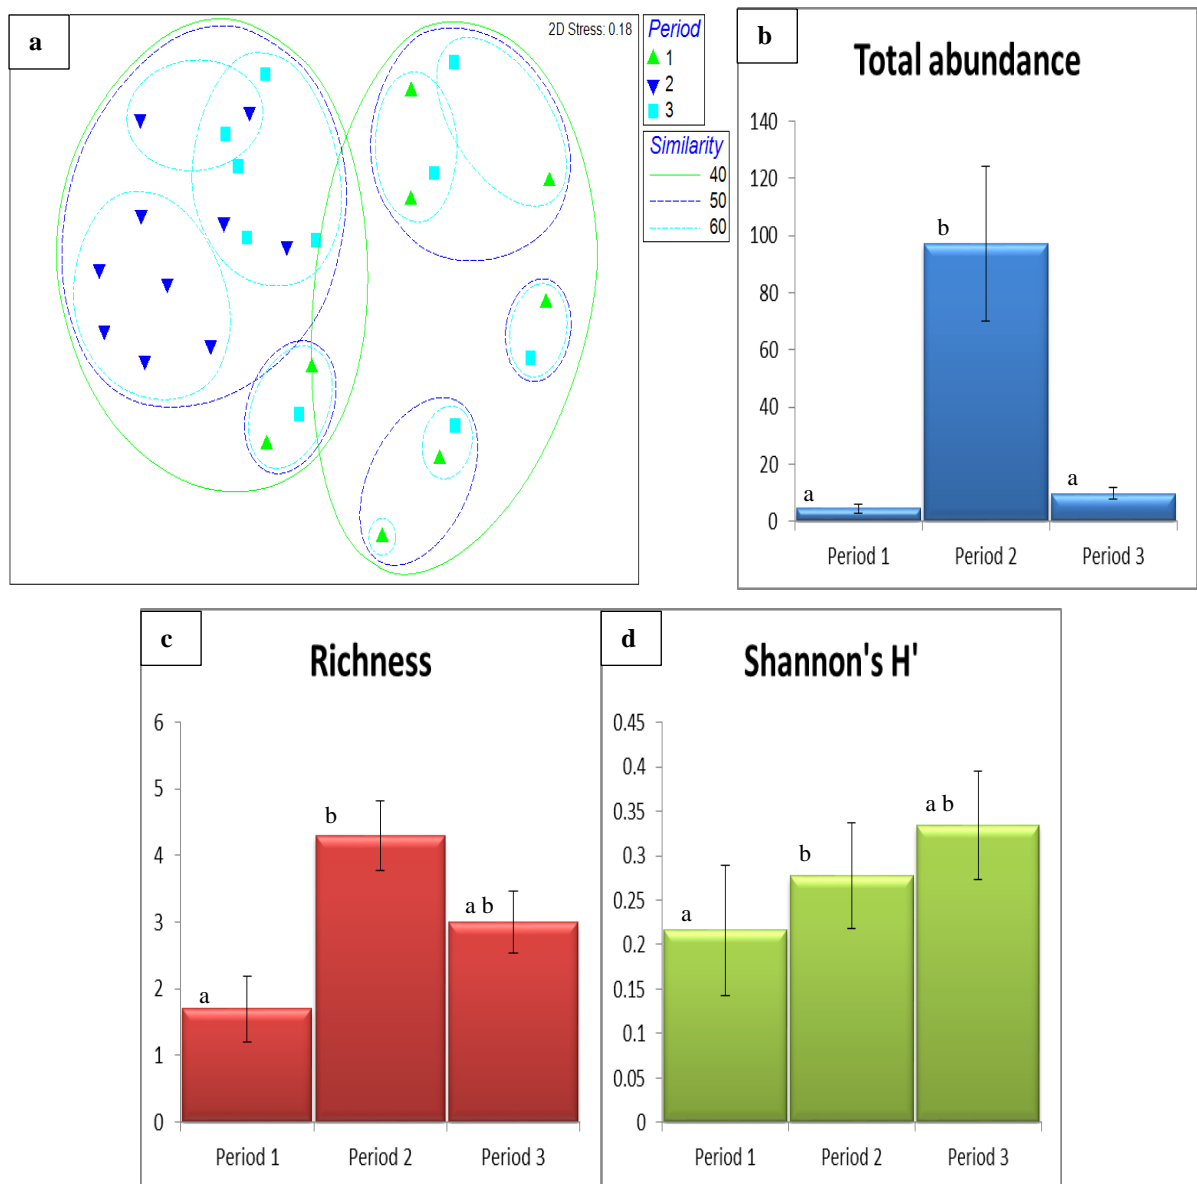 a
2D Stress: 0.18
Period
1
2
3
Similarity
40
50
60
b
Total abundance
140
120
100
80
60
40
20
0
a
b
a
Period 1 Period 2 Period 3
c
Richness
6
5
4
3
2
1
0
a
b
a b
Period 1 Period 2 Period 3
d
Shannon's H'
0.45
0.4
0.35
0.3
0.25
0.2
0.15
0.1
0.05
0
a
b
a b
Period 1 Period 2 Period 3